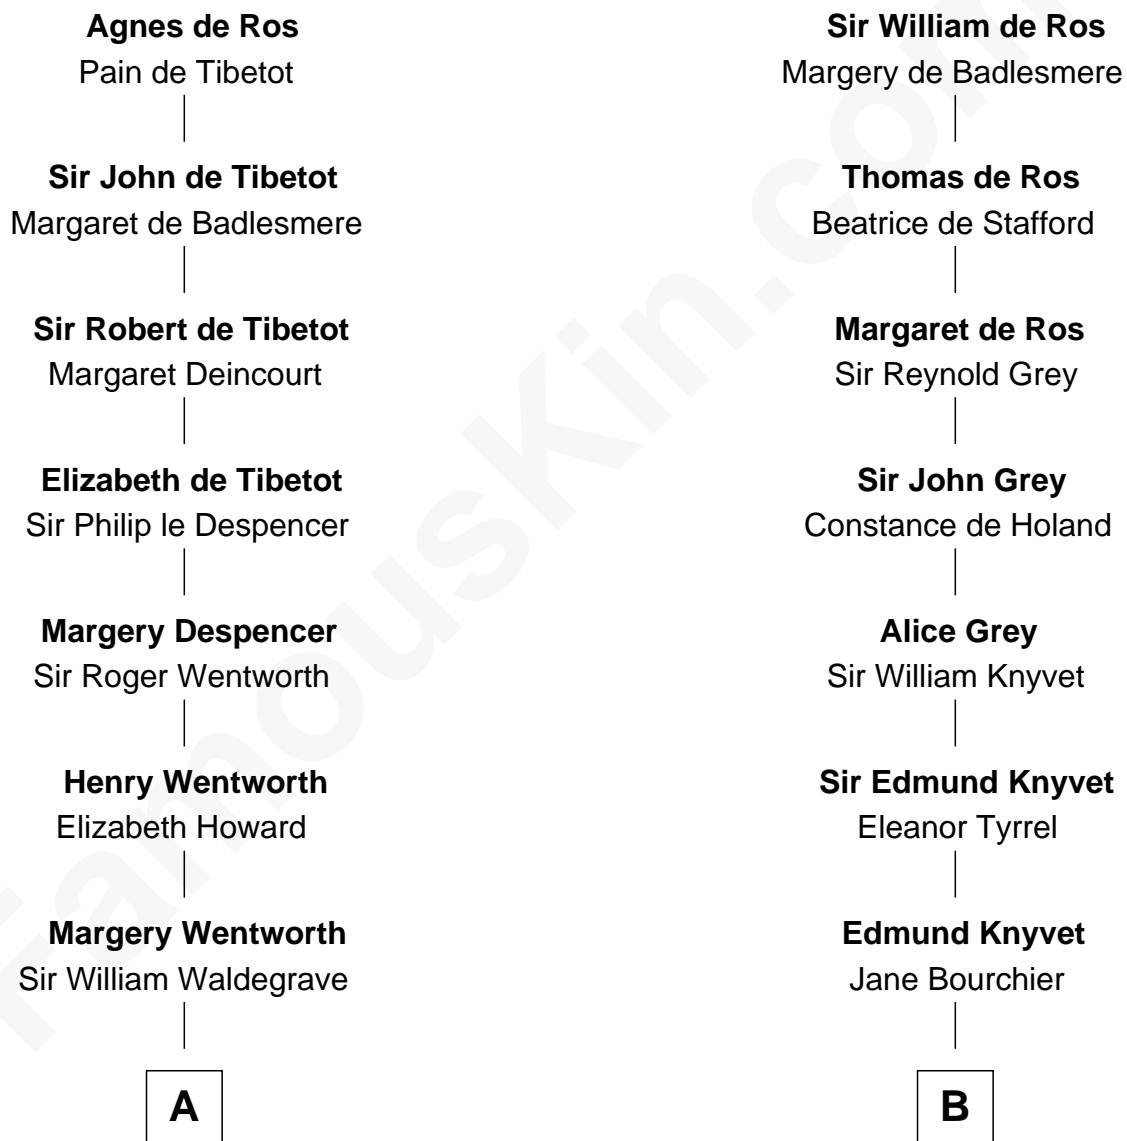 Agnes de Ros
Pain de Tibetot
Sir John de Tibetot
Margaret de Badlesmere
Sir Robert de Tibetot
Margaret Deincourt
Elizabeth de Tibetot
Sir Philip le Despencer
Margery Despencer
Sir Roger Wentworth
Henry Wentworth
Elizabeth Howard
Margery Wentworth
Sir William Waldegrave
A
Sir William de Ros
Margery de Badlesmere
Thomas de Ros
Beatrice de Stafford
Margaret de Ros
Sir Reynold Grey
Sir John Grey
Constance de Holand
Alice Grey
Sir William Knyvet
Sir Edmund Knyvet
Eleanor Tyrrel
Edmund Knyvet
Jane Bourchier
B
FamousKin.com